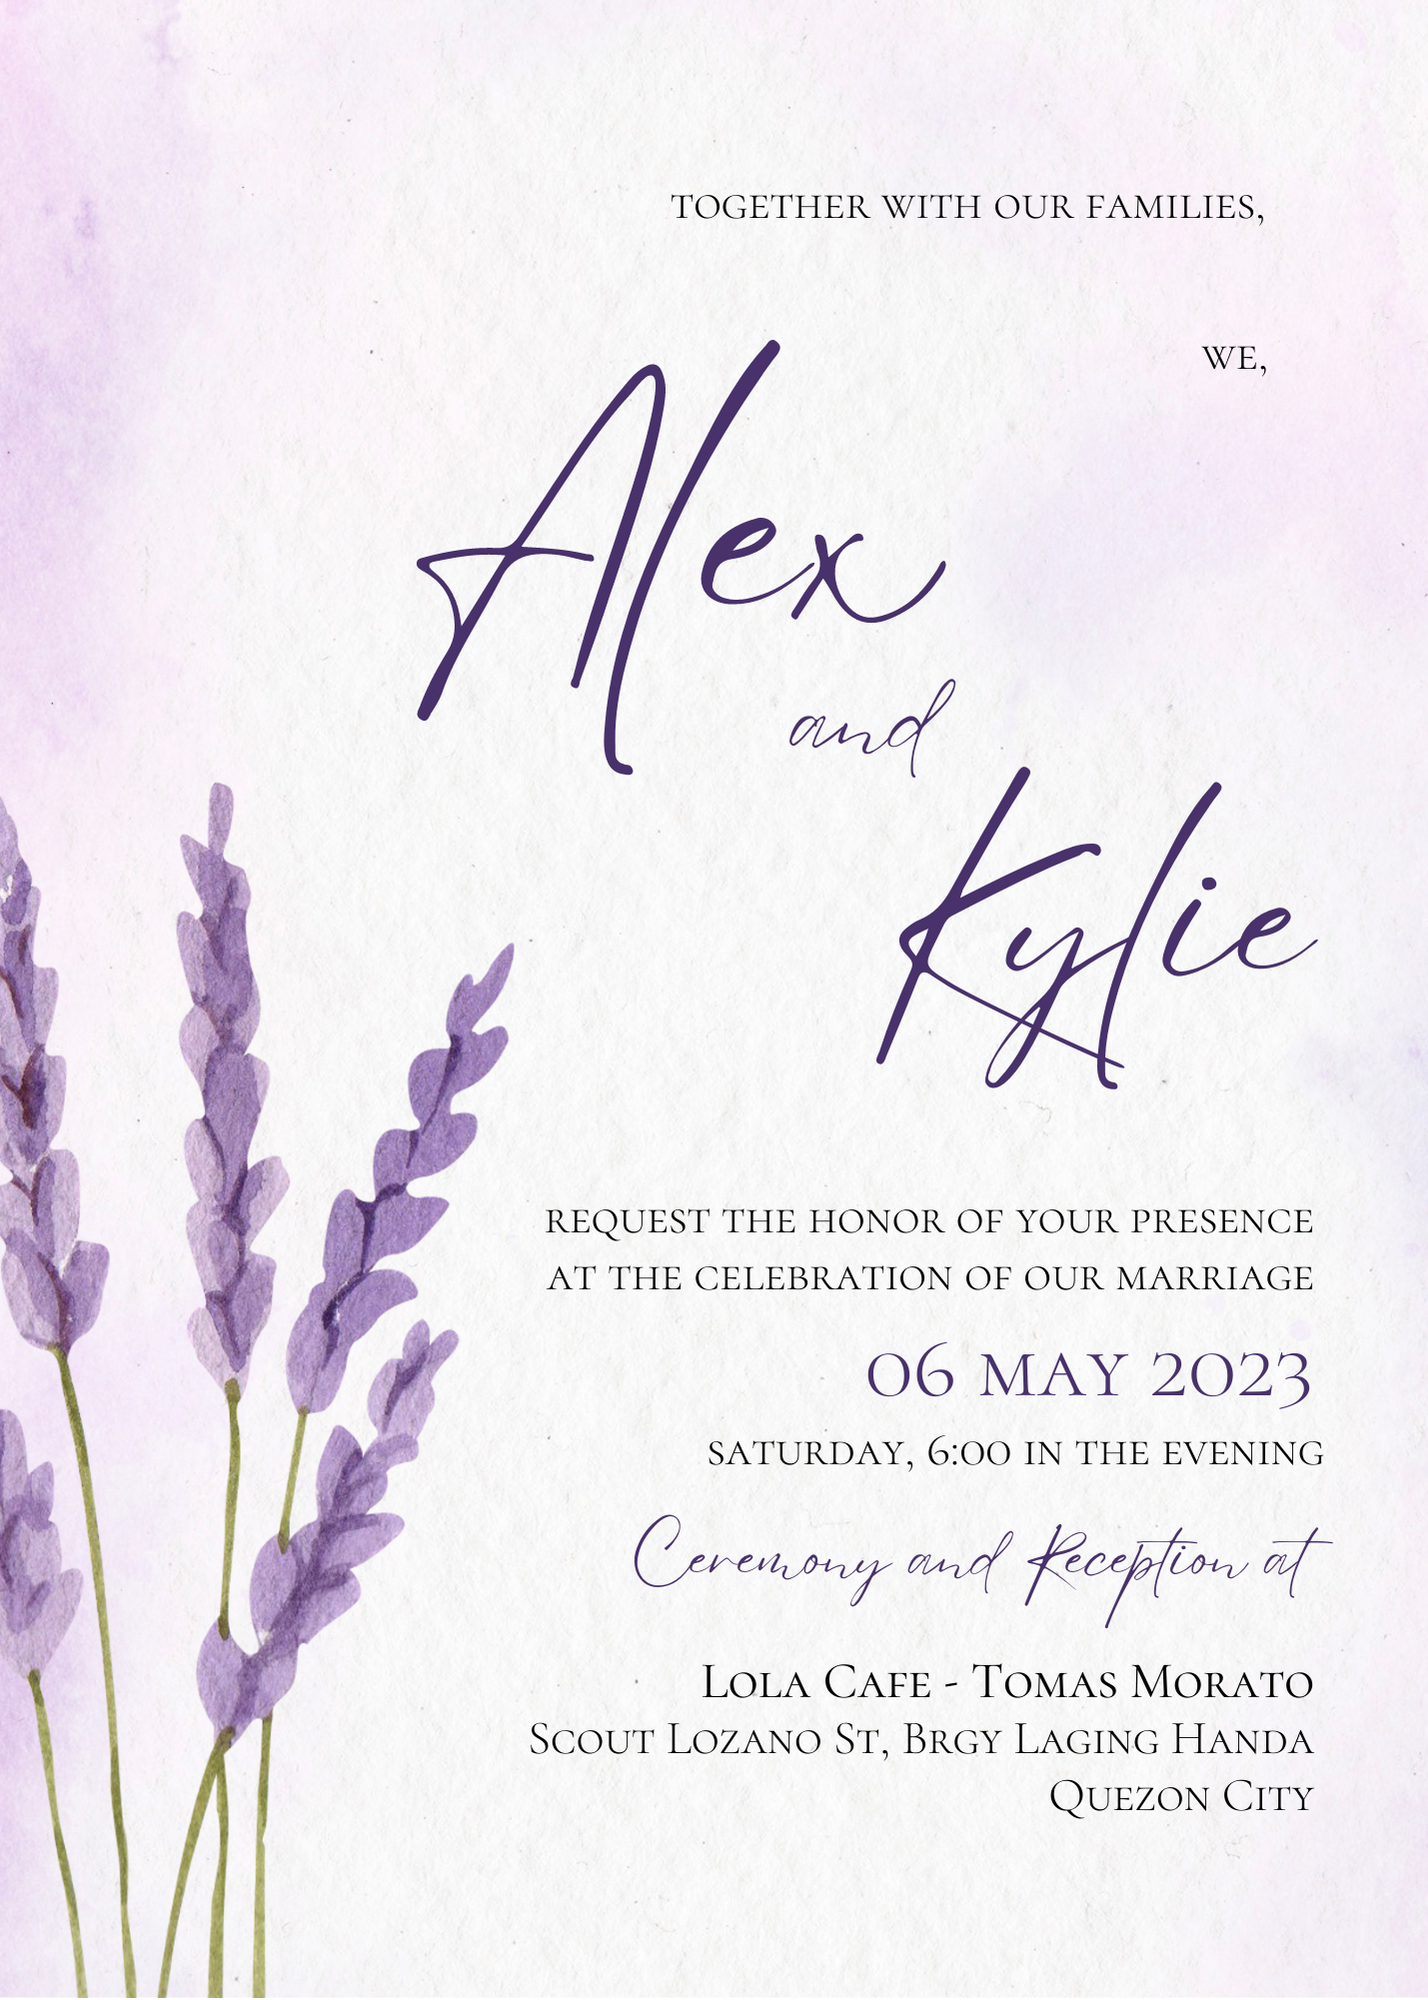 TOGETHER WITH OUR FAMILIES,
WE,
Alex
and
Kylie
REQUEST THE HONOR OF YOUR PRESENCE
AT THE CELEBRATION OF OUR MARRIAGE
06 MAY 2023
SATURDAY, 6:00 IN THE EVENING
Ceremony and Reception at
Lola Cafe - Tomas Morato
Scout Lozano St, Brgy Laging Handa
Quezon City